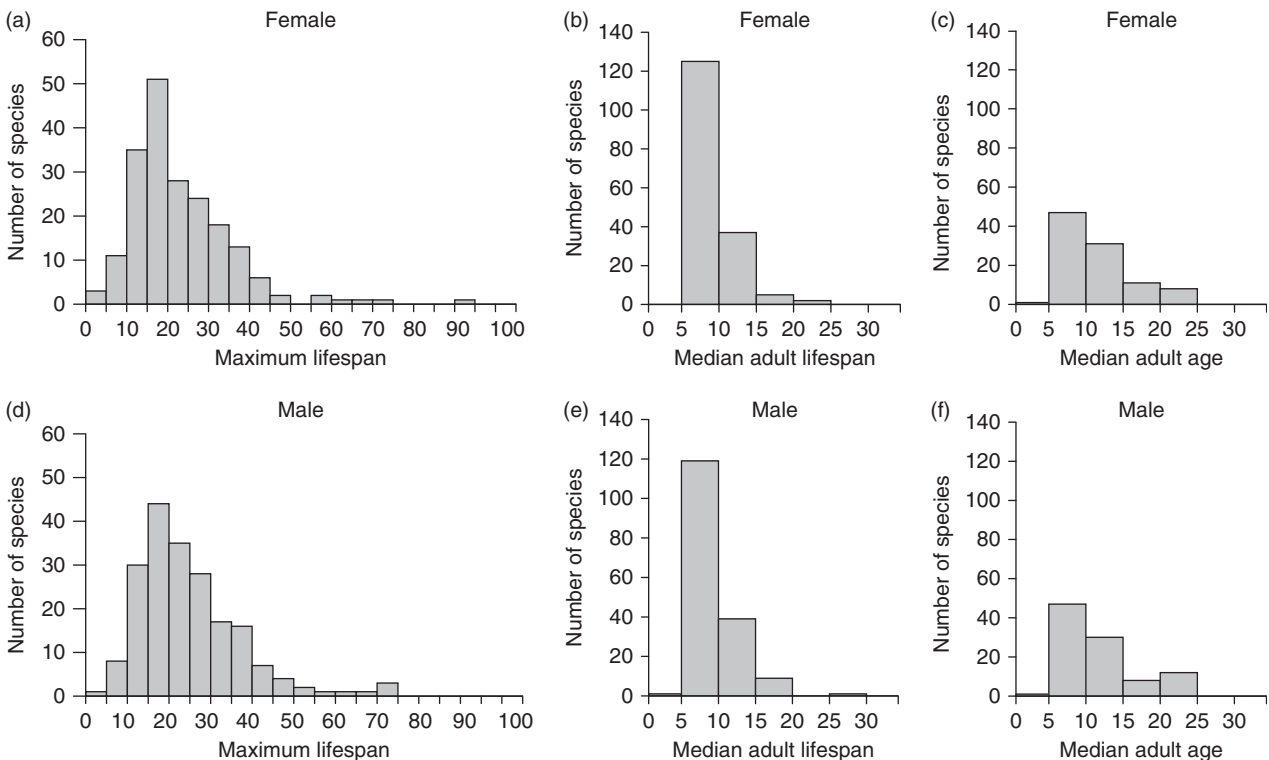 (a)
Female
60
50
40
30
20
10
0
Number of species
0 10 20 30 40 50 60 70 80 90 100
Maximum lifespan
(b)
Female
140
120
100
80
60
40
20
0
Number of species
0 5 10 15 20 25 30
Median adult lifespan
(c)
Female
140
120
100
80
60
40
20
0
Number of species
0 5 10 15 20 25 30
Median adult age
(d)
Male
60
50
40
30
20
10
0
Number of species
0 10 20 30 40 50 60 70 80 90 100
Maximum lifespan
(e)
Male
140
120
100
80
60
40
20
0
Number of species
0 5 10 15 20 25 30
Median adult lifespan
(f)
Male
140
120
100
80
60
40
20
0
Number of species
0 5 10 15 20 25 30
Median adult age